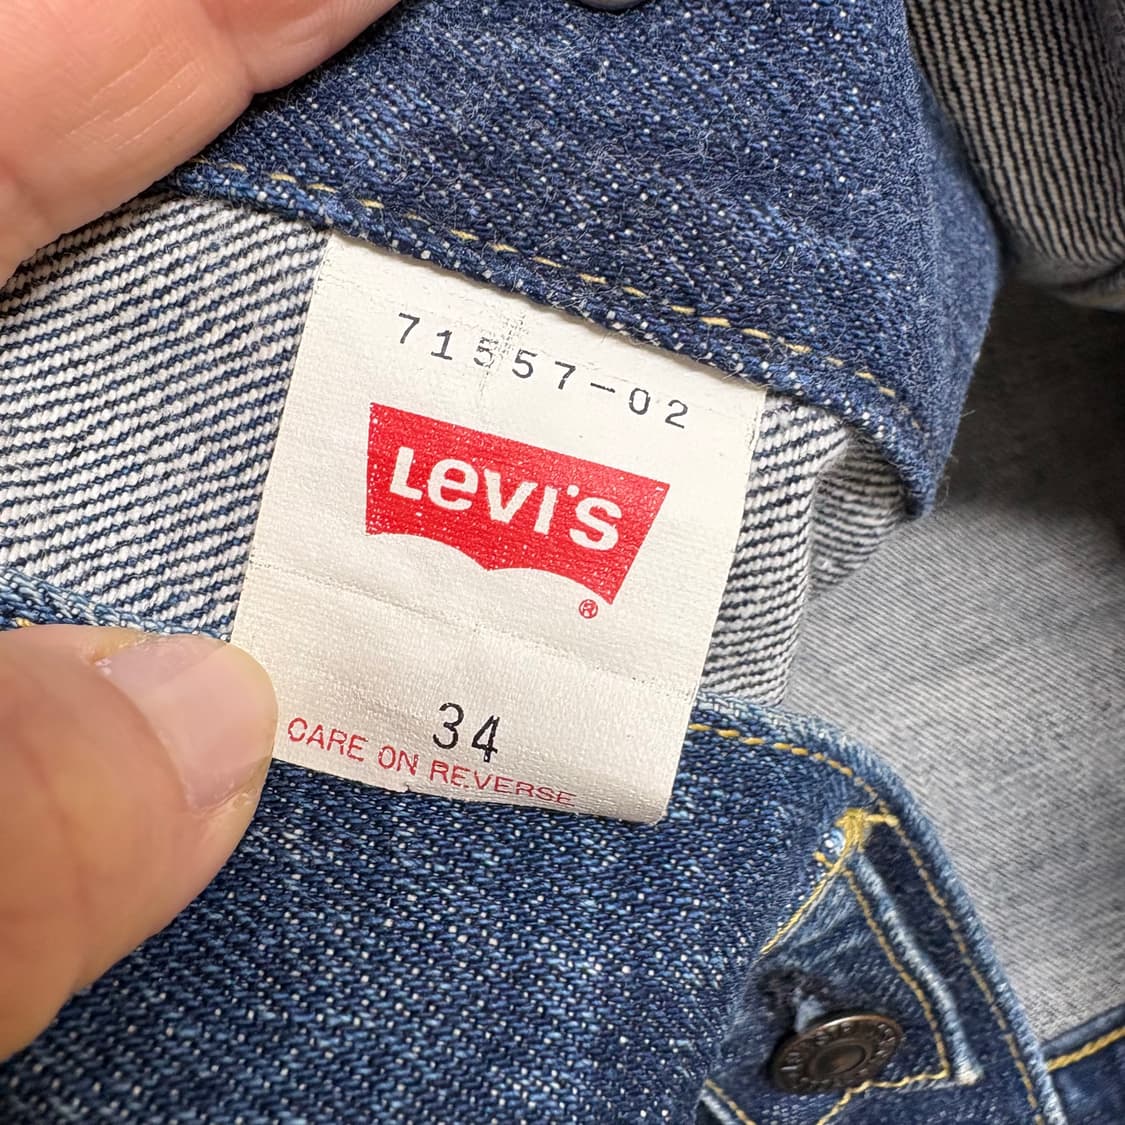 71557-02
LEVI'S
®
34
CARE ON REVERSE